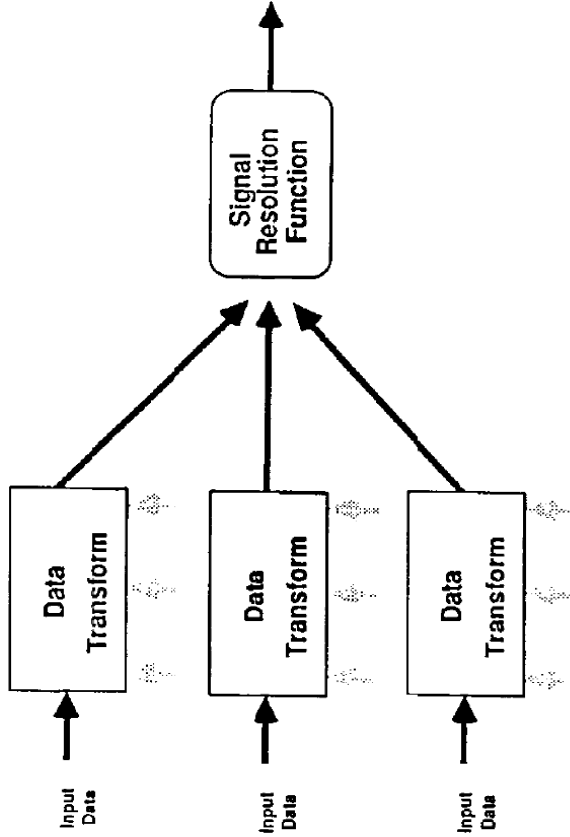 Input
Data
Data
Transform
Input
Data
Data
Transform
Input
Data
Data
Transform
Signal
Resolution
Function